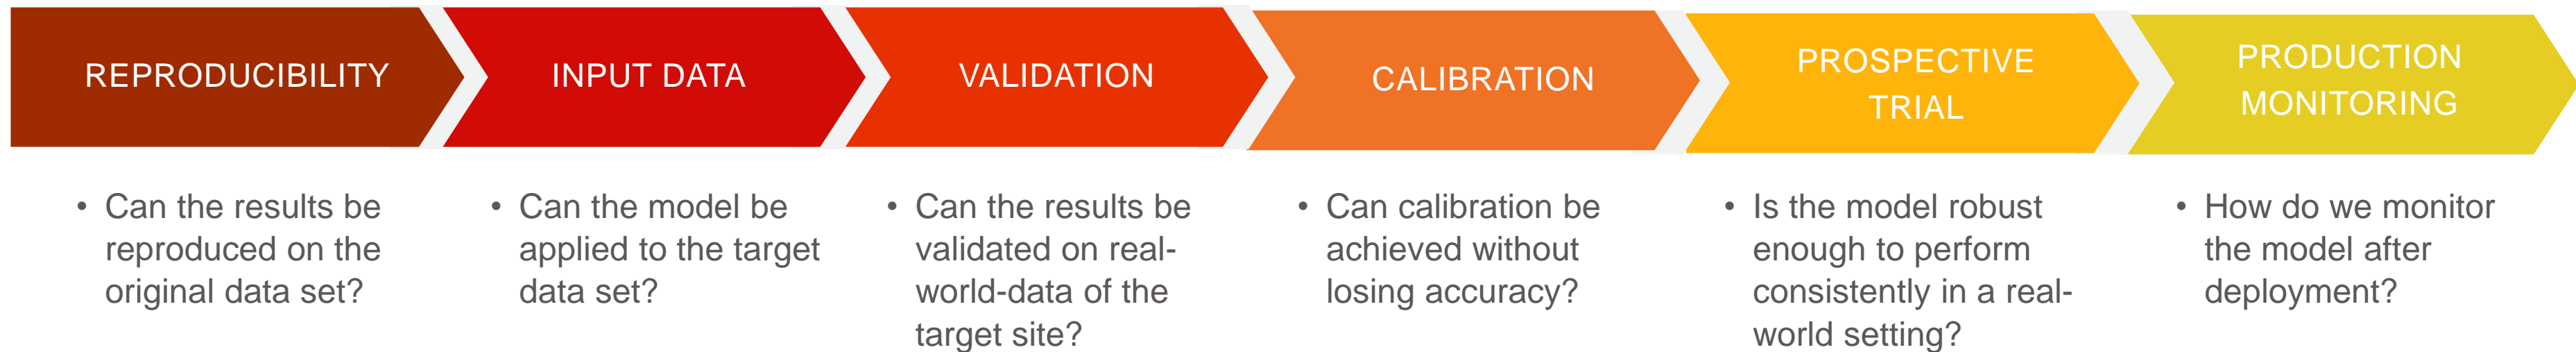 REPRODUCIBILITY
INPUT DATA
VALIDATION
CALIBRATION
PROSPECTIVE
TRIAL
PRODUCTION
MONITORING
• Can the results be
reproduced on the
original data set?
• Can the model be
applied to the target
data set?
• Can the results be
validated on real-
world-data of the
target site?
• Can calibration be
achieved without
losing accuracy?
• Is the model robust
enough to perform
consistently in a real-
world setting?
• How do we monitor
the model after
deployment?